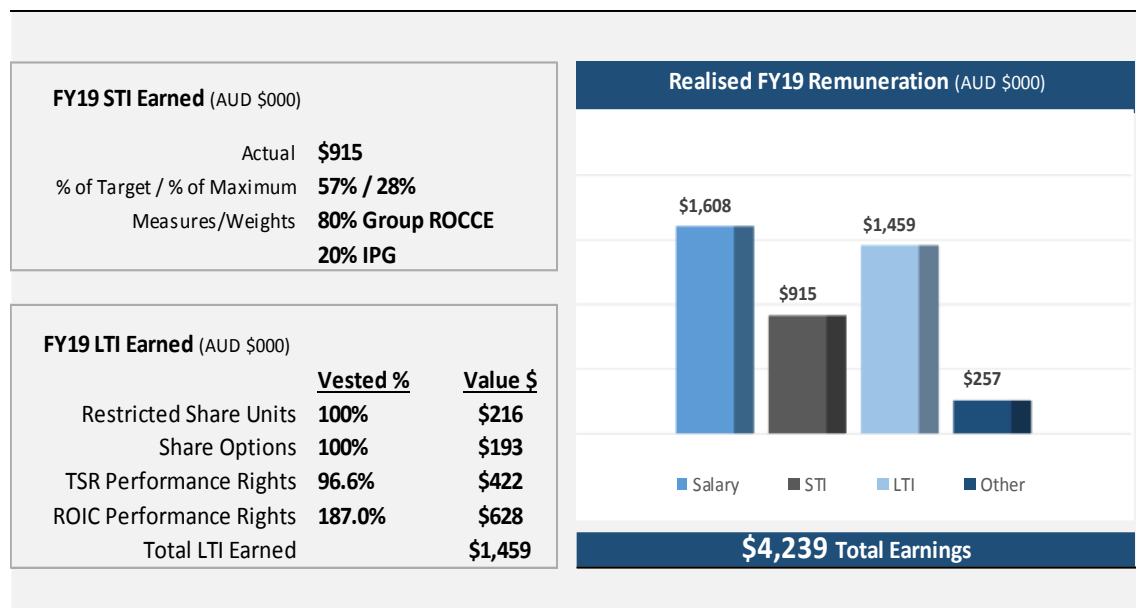 FY19 STI Earned (AUD $000)
Actual $915
% of Target / % of Maximum 57% / 28%
Measures/Weights 80% Group ROCCE
20% IPG
FY19 LTI Earned (AUD $000)
Vested % Value $
Restricted Share Units 100% $216
Share Options 100% $193
TSR Performance Rights 96.6% $422
ROIC Performance Rights 187.0% $628
Total LTI Earned $1,459
Realised FY19 Remuneration (AUD $000)
$1,608
$915
$1,459
$257
Salary STI LTI Other
$4,239 Total Earnings